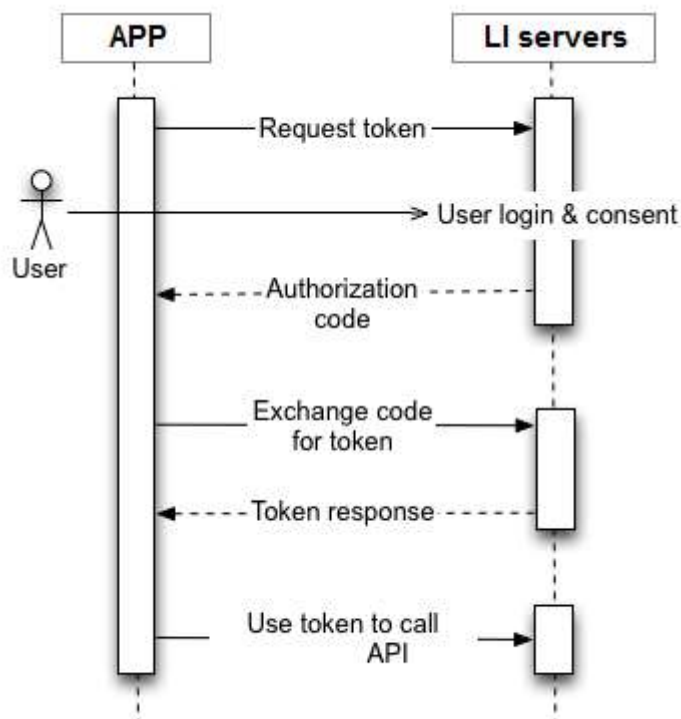 APP
LI servers
Request token
User login & consent
User
Authorization
code
Exchange code
for token
Token response
Use token to call
API